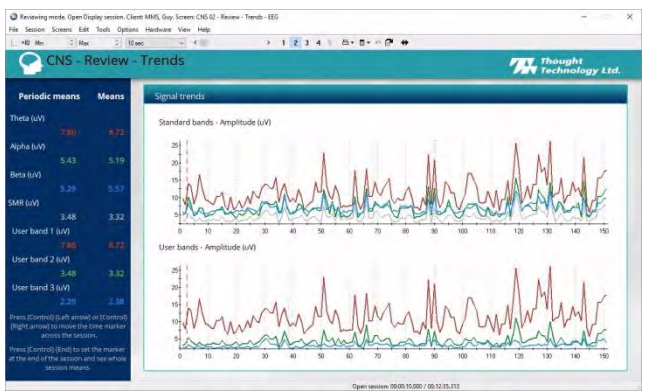 Reviewing mode. Open Display session. Client: MMS, Guy. Screen: CNS 02 - Review - Trends - EEG
File Session Screens Edit Tools Options Hardware View Help
Min Max 10 sec 1 2 3 4
CNS - Review - Trends
Thought
Technology Ltd.
Periodic means Means
Signal trends
Theta (uV)
7.86 8.72
Alpha (uV)
5.43 5.19
Beta (uV)
5.29 5.57
SMR (uV)
3.48 3.32
User band 1 (uV)
7.86 8.72
User band 2 (uV)
3.48 3.32
User band 3 (uV)
2.29 2.38
Press [Control]-[Left arrow] or [Control]
[Right arrow] to move the time marker
across the session.
Press [Control]-[End] to set the marker
at the end of the session and see whole
session means.
Standard bands - Amplitude (uV)
25
20
15
10
5
0 10 20 30 40 50 60 70 80 90 100 110 120 130 140 150
User bands - Amplitude (uV)
25
20
15
10
5
0 10 20 30 40 50 60 70 80 90 100 110 120 130 140 150
Open session: 00:00:10.000 / 00:12:35.313